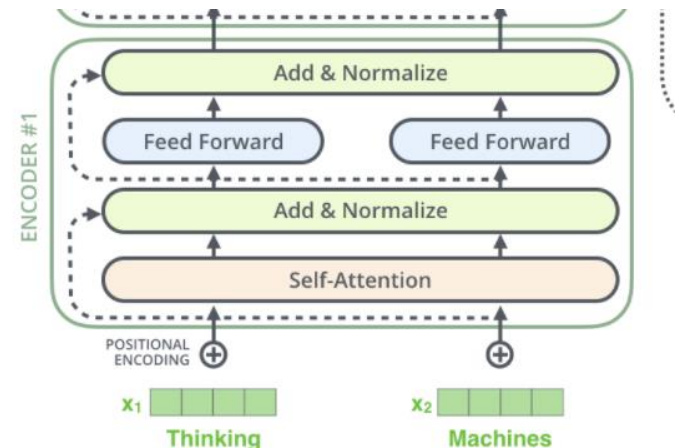 Add & Normalize
Feed Forward
Feed Forward
Add & Normalize
Self-Attention
ENCODER #1
POSITIONAL
ENCODING
x1
x2
Thinking
Machines